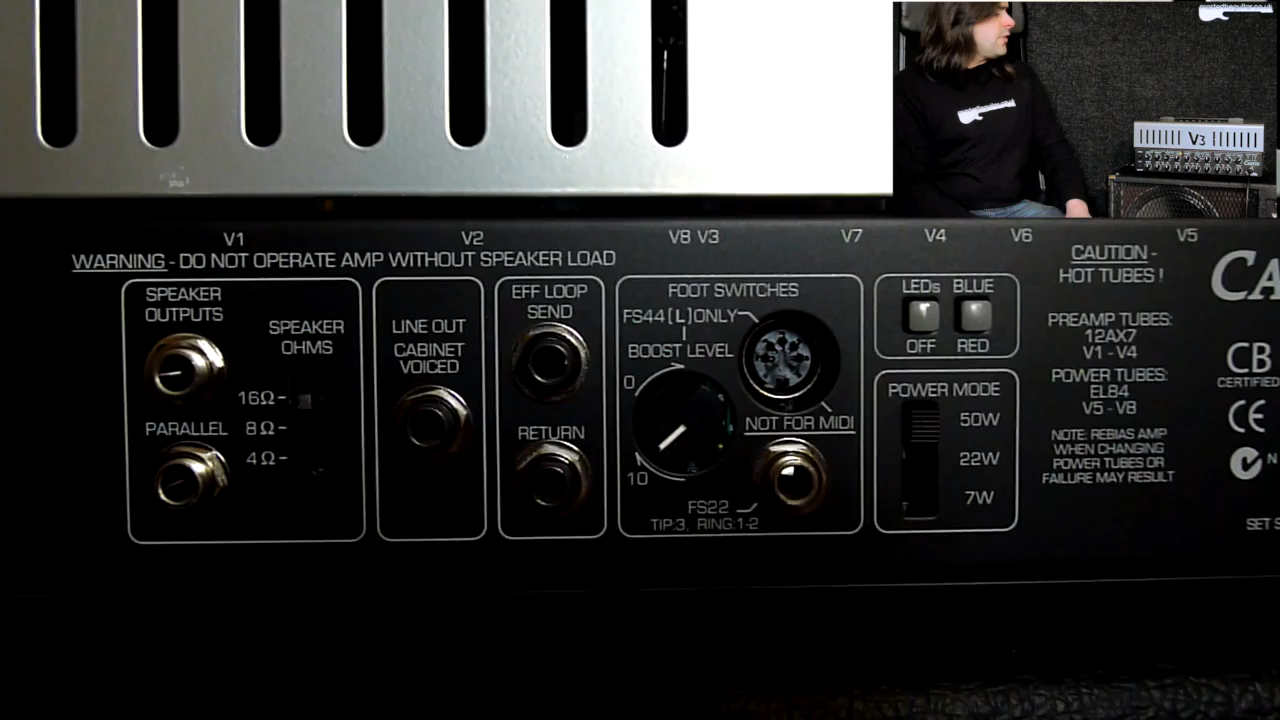 V3
V1 V2 V8 V3 V7 V4 V6 V5
WARNING - DO NOT OPERATE AMP WITHOUT SPEAKER LOAD
SPEAKER
OUTPUTS
SPEAKER
OHMS
16Ω-
8Ω-
4Ω-
PARALLEL
LINE OUT
CABINET
VOICED
EFF LOOP
SEND
RETURN
FOOT SWITCHES
FS44(L)ONLY
BOOST LEVEL
0
10
NOT FOR MIDI
FS22
TIP:3, RING:1-2
LEDs BLUE
OFF RED
POWER MODE
50W
22W
7W
CAUTION -
HOT TUBES !
PREAMP TUBES:
12AX7
V1 - V4
POWER TUBES:
EL84
V5 - V8
NOTE: REBIAS AMP
WHEN CHANGING
POWER TUBES OR
FAILURE MAY RESULT
CA
CB
CERTIFIED
CE
N
SET S